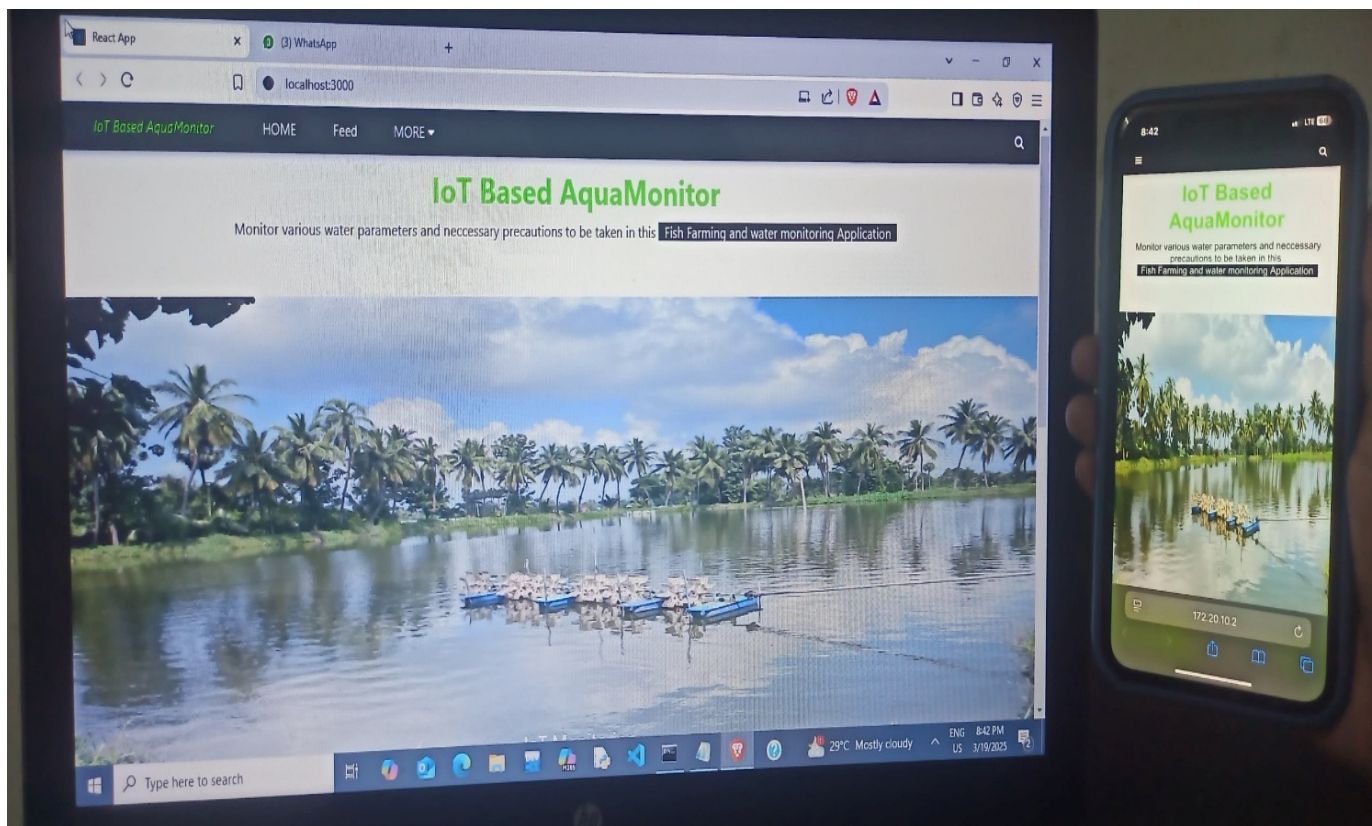 React App
(3) WhatsApp
localhost:3000
IoT Based AquaMonitor HOME Feed MORE
IoT Based AquaMonitor
Monitor various water parameters and neccessary precautions to be taken in this Fish Farming and water monitoring Application
Type here to search
29°C Mostly cloudy
ENG 8:42 PM
US 3/19/2025
hp
8:42
LTE
IoT Based
AquaMonitor
Monitor various water parameters and neccessary
precautions to be taken in this
Fish Farming and water monitoring Application
172.20.10.2